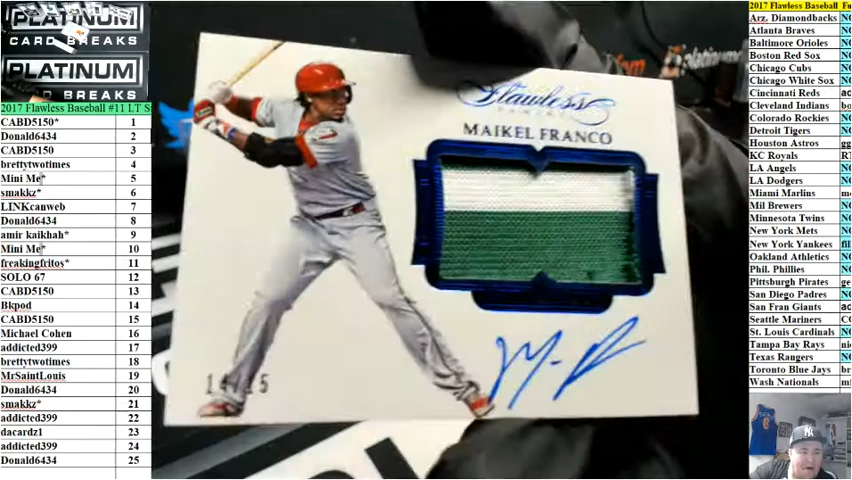 PLATINUM
CARD BREAKS
PLATINUM
BREAKS
2017 Flawless Baseball #11 LT
CABD5150* 1
Donald6434 2
CABD5150 3
brettytwotimes 4
Mini Me* 5
smakkz* 6
LINKcanweb 7
Donald6434 8
amir kaikhah* 9
Mini Me* 10
freakingfritos* 11
SOLO 67 12
CABD5150 13
Bkpod 14
CABD5150 15
Michael Cohen 16
addicted399 17
brettytwotimes 18
MrSaintLouis 19
Donald6434 20
smakkz* 21
addicted399 22
dacardz1 23
addicted399 24
Donald6434 25
Flawless
PANINI
MAIKEL FRANCO
2017 Flawless Baseball
Arz. Diamondbacks
Atlanta Braves
Baltimore Orioles
Boston Red Sox
Chicago Cubs
Chicago White Sox
Cincinnati Reds
Cleveland Indians
Colorado Rockies
Detroit Tigers
Houston Astros
KC Royals
LA Angels
LA Dodgers
Miami Marlins
Mil Brewers
Minnesota Twins
New York Mets
New York Yankees
Oakland Athletics
Phil. Phillies
Pittsburgh Pirates
San Diego Padres
San Fran Giants
Seattle Mariners
St. Louis Cardinals
Tampa Bay Rays
Texas Rangers
Toronto Blue Jays
Wash Nationals